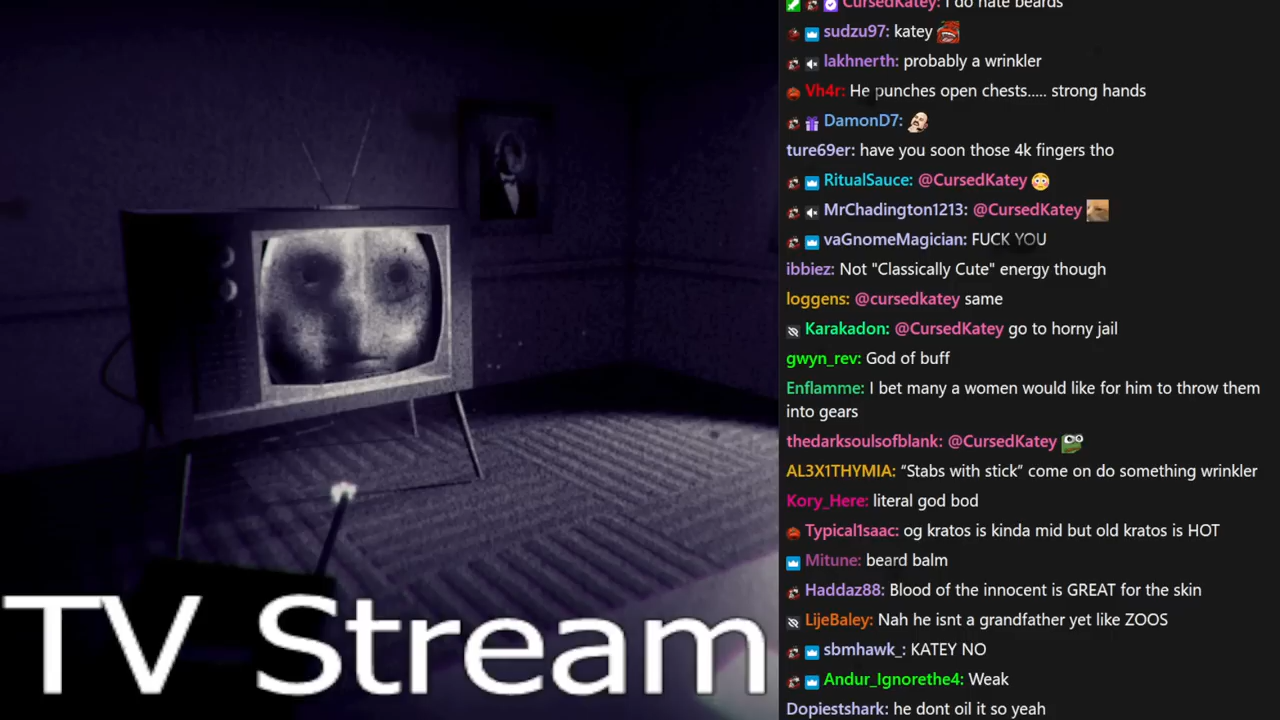 CursedKatey: I do hate beards
sudzu97: katey
lakhnerth: probably a wrinkler
Vh4r: He punches open chests..... strong hands
DamonD7:
ture69er: have you soon those 4k fingers tho
RitualSauce: @CursedKatey
MrChadington1213: @CursedKatey
vaGnomeMagician: FUCK YOU
ibbiez: Not "Classically Cute" energy though
loggens: @cursedkatey same
Karakadon: @CursedKatey go to horny jail
gwyn_rev: God of buff
Enflamme: I bet many a women would like for him to throw them
into gears
thedarksoulsofblank: @CursedKatey
AL3X1THYMIA: “Stabs with stick” come on do something wrinkler
Kory_Here: literal god bod
Typical1saac: og kratos is kinda mid but old kratos is HOT
Mitune: beard balm
Haddaz88: Blood of the innocent is GREAT for the skin
LijeBaley: Nah he isnt a grandfather yet like ZOOS
sbmhawk_: KATEY NO
Andur_Ignorethe4: Weak
Dopiestshark: he dont oil it so yeah
TV Stream